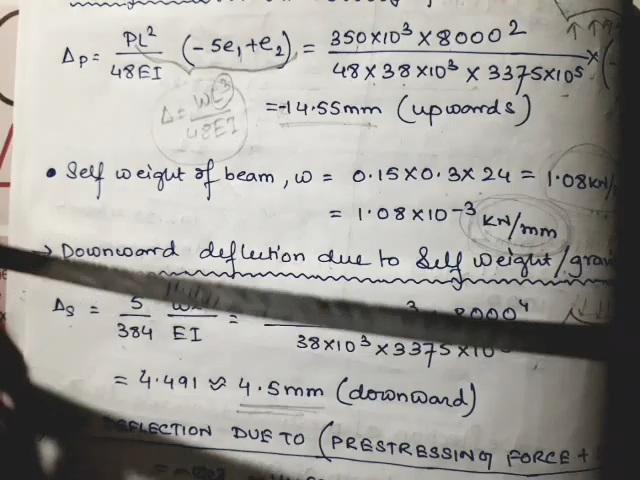 Δp = PL²/48EI (-5e₁+e₂) = 350×10³×8000²/48×38×10³×3375×10⁵ ×(-
Δ = WL³/48EI
= -14.55mm (upwards)
• Self weight of beam, w = 0.15×0.3×24 = 1.08KN/
= 1.08×10⁻³ KN/mm
→ Downward deflection due to Self weight/
Δs = 5/384 EI = 8000⁴/38×10³×3375×10
= 4.491 ≈ 4.5mm (downward)
DEFLECTION DUE TO (PRESTRESSING FORCE +